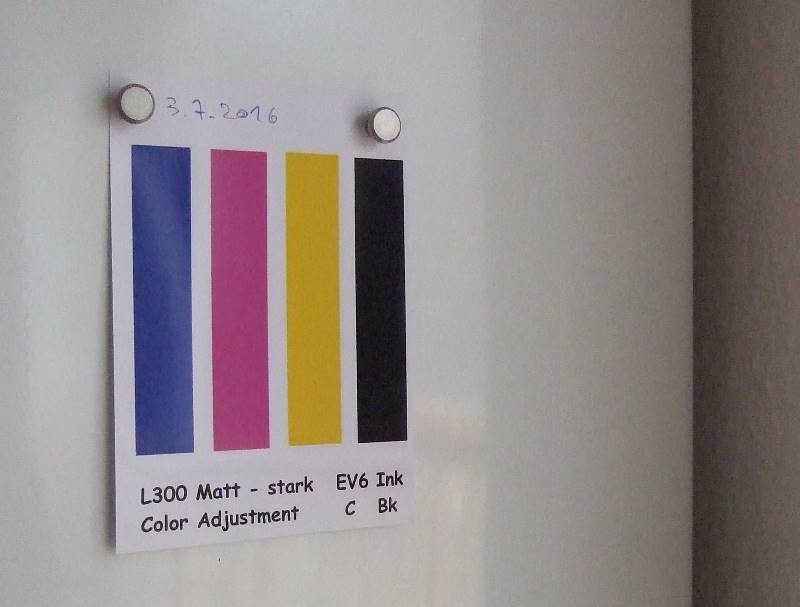 3.7.2016
L300 Matt - stark EV6 Ink
Color Adjustment C Bk